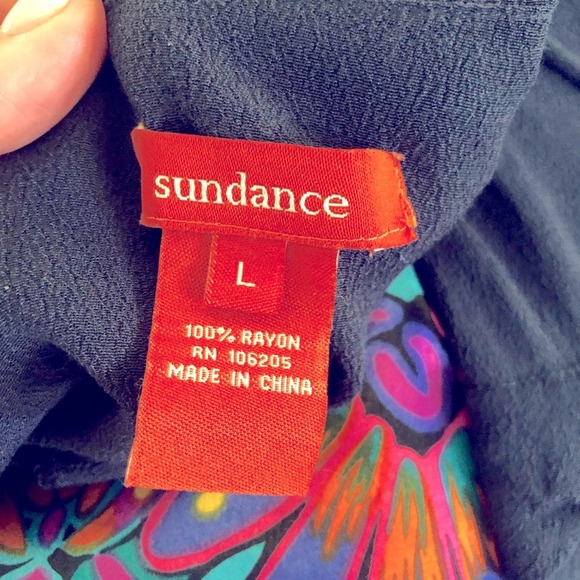 sundance
L
100% RAYON
RN 106205
MADE IN CHINA